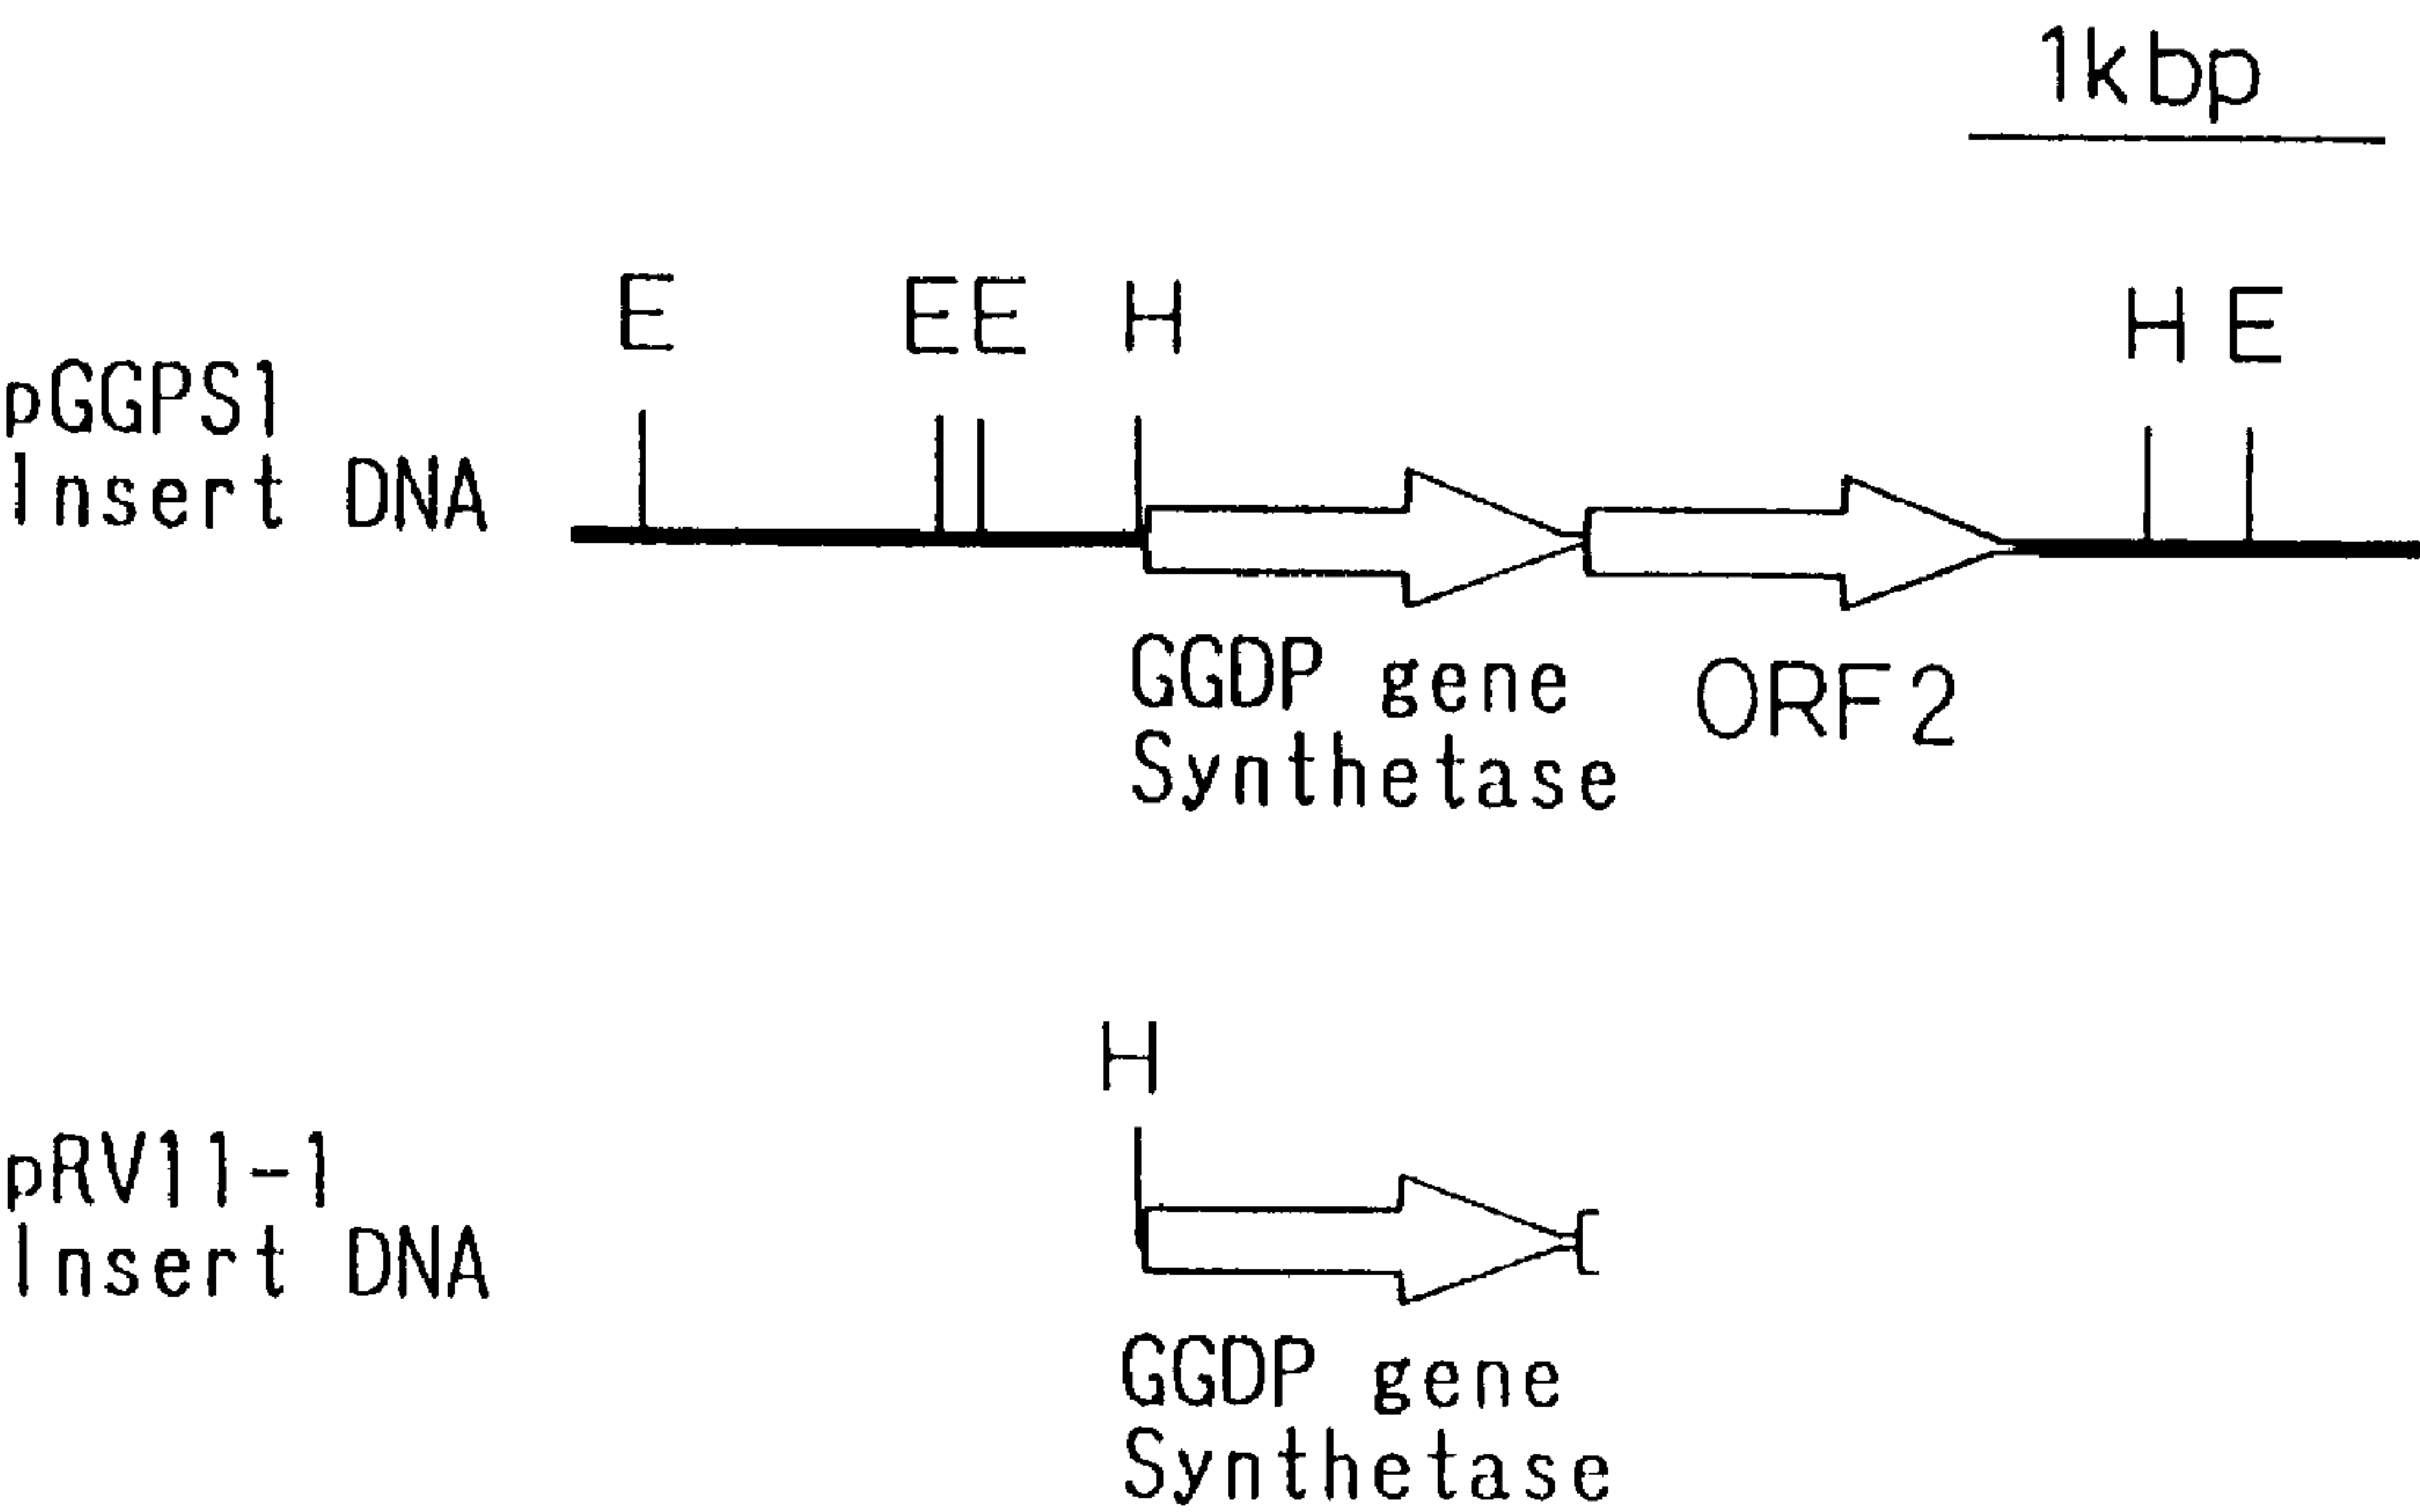 1kbp
E EE H H E
pGGPS1
Insert DNA
GGDP gene
Synthetase
ORF2
H
pRV11-1
Insert DNA
GGDP gene
Synthetase